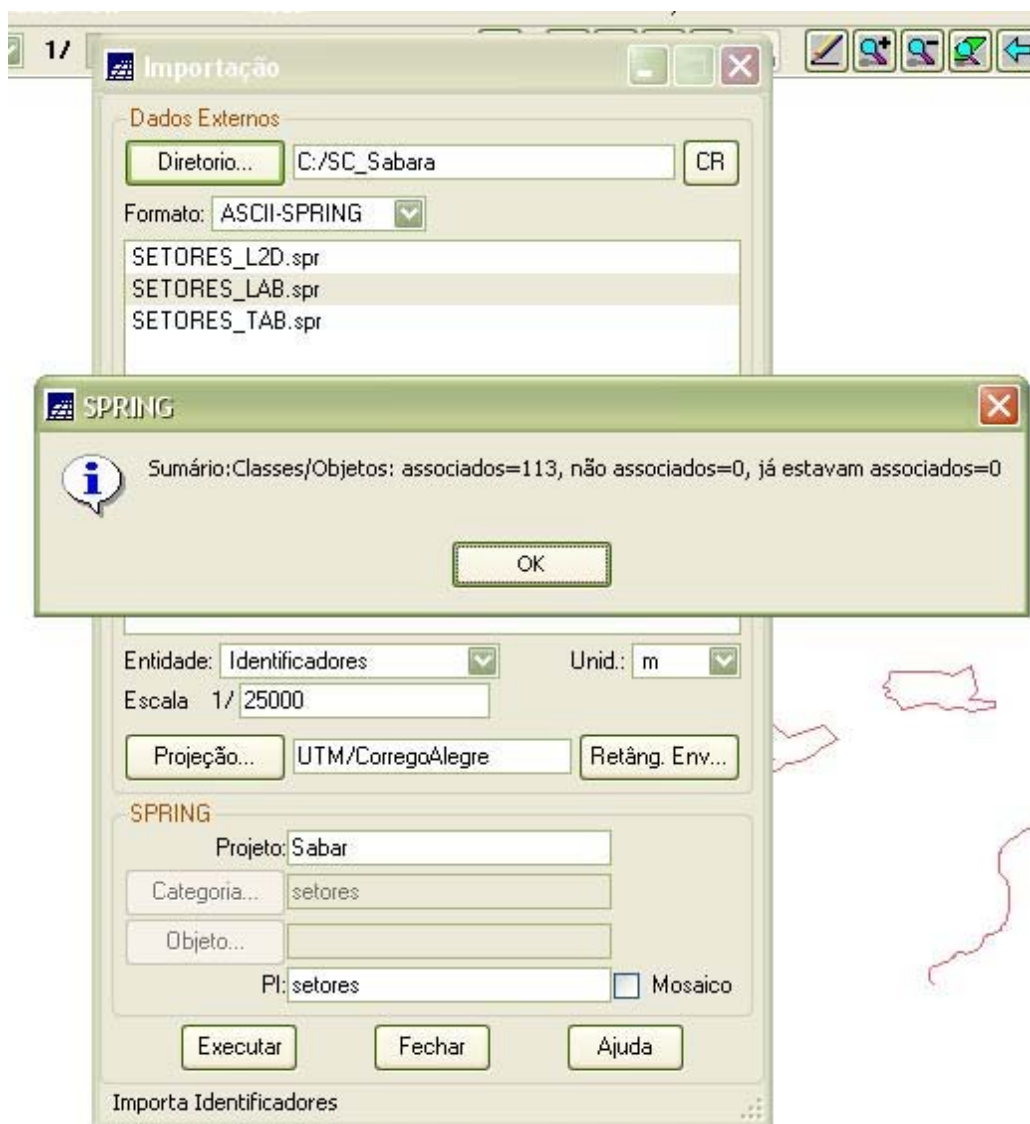 1/
Importação
Dados Externos
Diretorio... C:/SC_Sabara CR
Formato: ASCII-SPRING
SETORES_L2D.spr
SETORES_LAB.spr
SETORES_TAB.spr
SPRING
Sumário:Classes/Objetos: associados=113, não associados=0, já estavam associados=0
OK
Entidade: Identificadores Unid.: m
Escala 1/ 25000
Projeção... UTM/CorregoAlegre Retâng. Env...
SPRING
Projeto: Sabar
Categoria... setores
Objeto...
PI: setores Mosaico
Executar Fechar Ajuda
Importa Identificadores